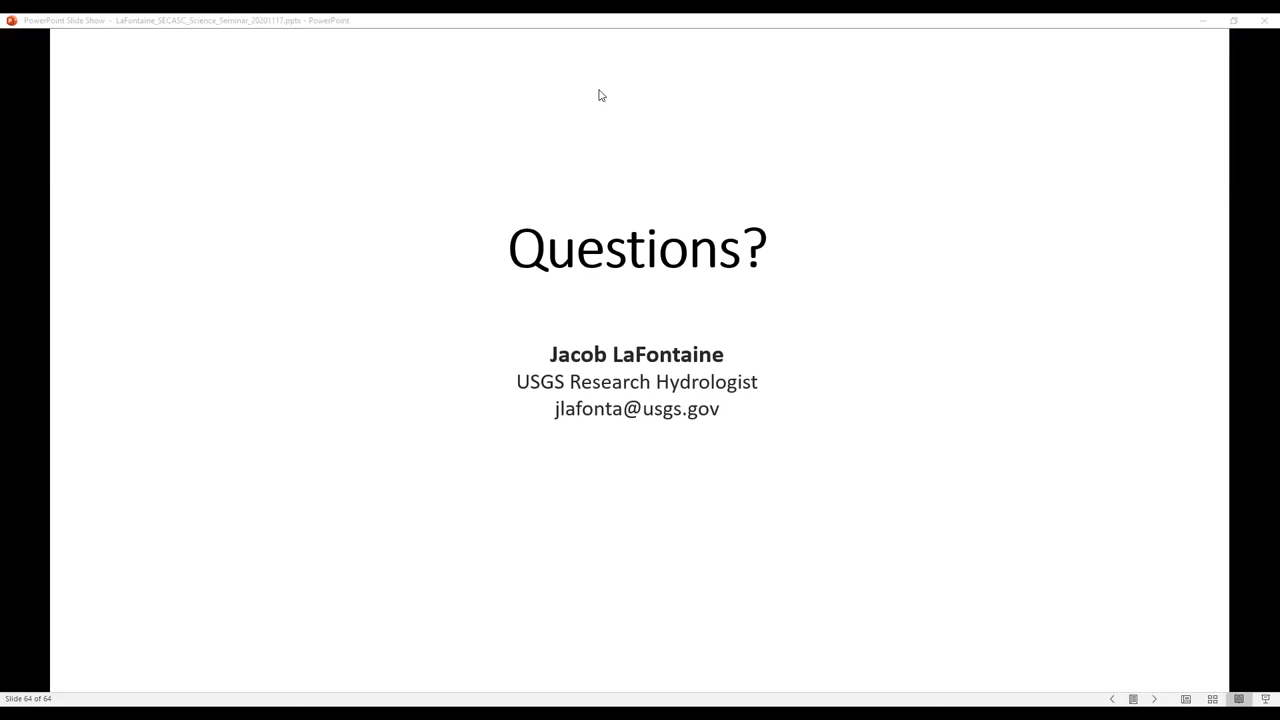 PowerPoint Slide Show - LaFontaine_SECASC_Science_Seminar_20201117.pptx - PowerPoint
Questions?
Jacob LaFontaine
USGS Research Hydrologist
jlafonta@usgs.gov
Slide 64 of 64